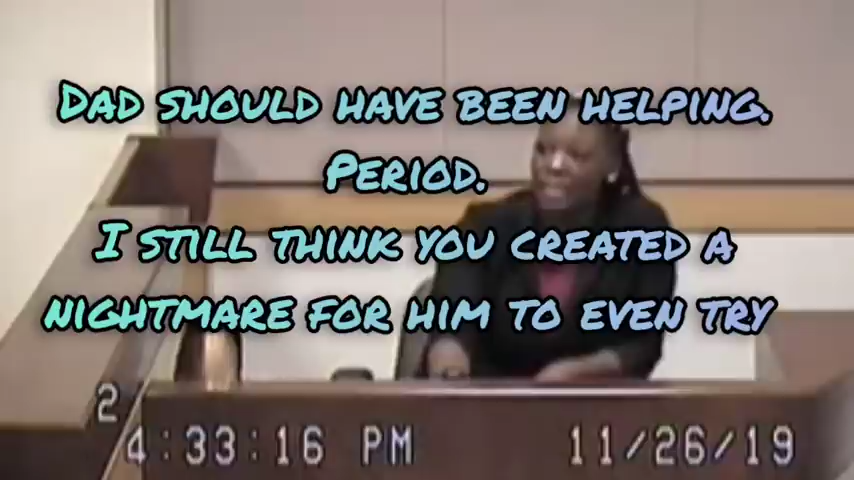 Dad should have been helping.
Period.
I still think you created a
nightmare for him to even try
2
4:33:16 PM 11/26/19